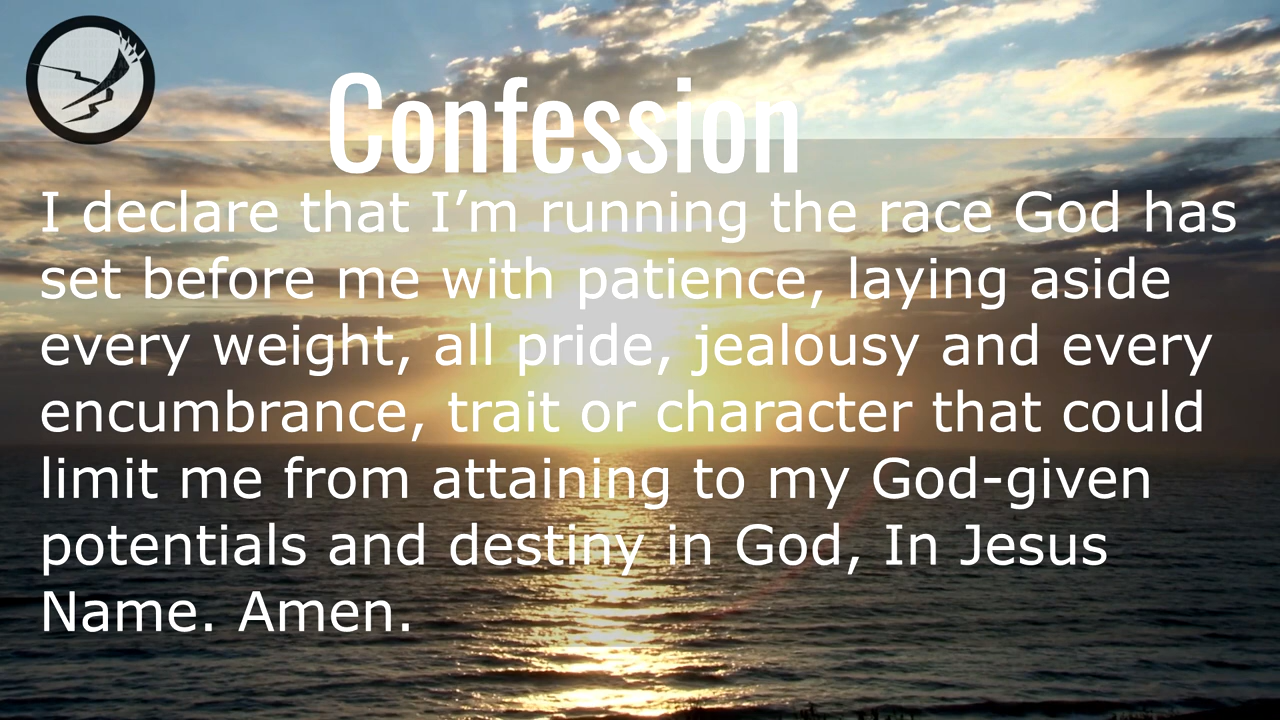 Confession
I declare that I’m running the race God has
set before me with patience, laying aside
every weight, all pride, jealousy and every
encumbrance, trait or character that could
limit me from attaining to my God-given
potentials and destiny in God, In Jesus
Name. Amen.